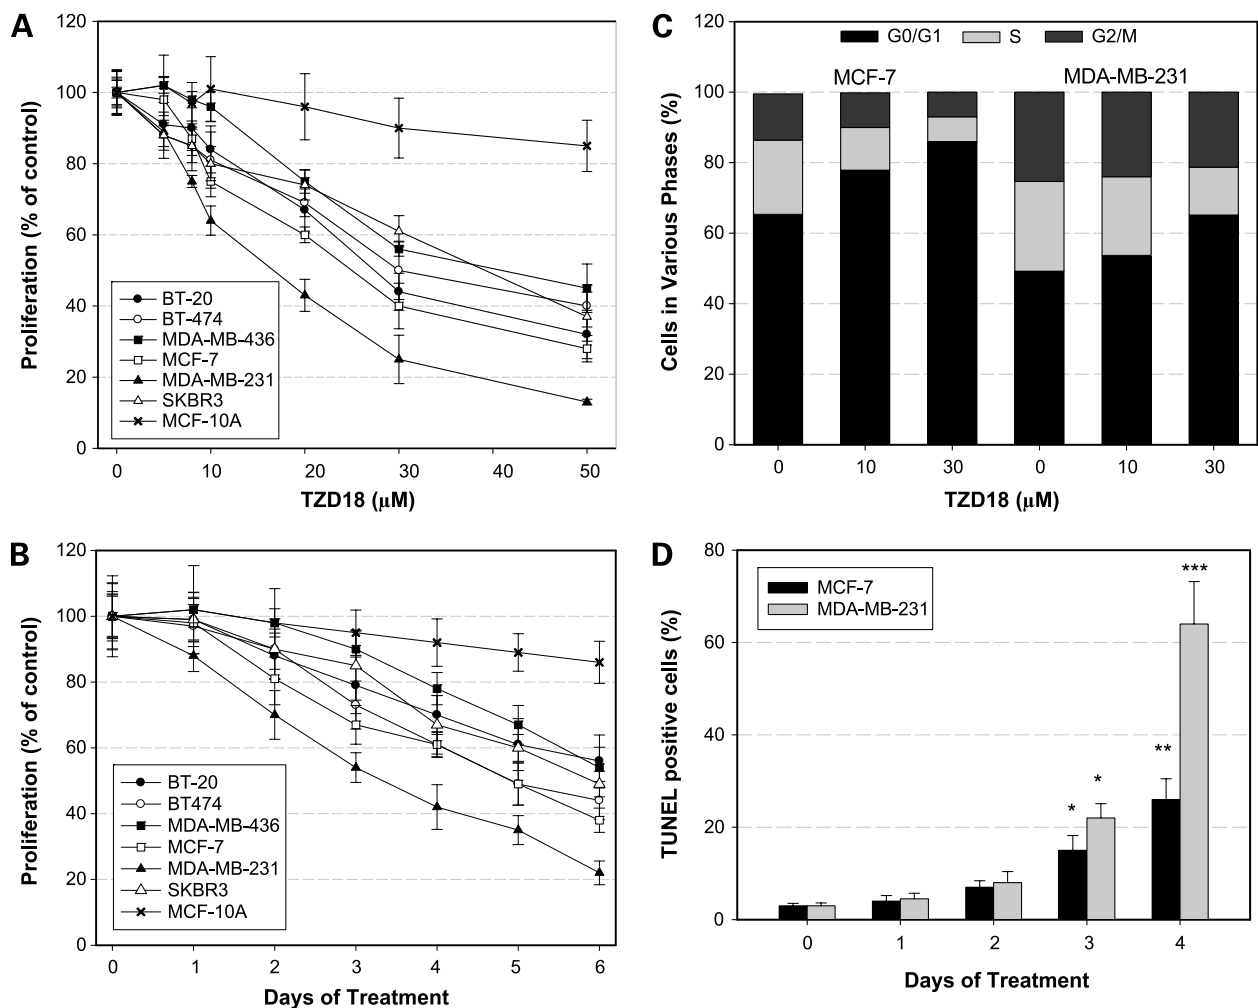 A
120
100
80
60
40
20
0
Proliferation (% of control)
BT-20
BT-474
MDA-MB-436
MCF-7
MDA-MB-231
SKBR3
MCF-10A
0 10 20 30 40 50
TZD18 (µM)
C
120
100
80
60
40
20
0
Cells in Various Phases (%)
G0/G1 S G2/M
MCF-7 MDA-MB-231
0 10 30 0 10 30
TZD18 (µM)
B
120
100
80
60
40
20
0
Proliferation (% of control)
BT-20
BT474
MDA-MB-436
MCF-7
MDA-MB-231
SKBR3
MCF-10A
0 1 2 3 4 5 6
Days of Treatment
D
80
60
40
20
0
TUNEL positive cells (%)
MCF-7
MDA-MB-231
***
**
*
*
0 1 2 3 4
Days of Treatment